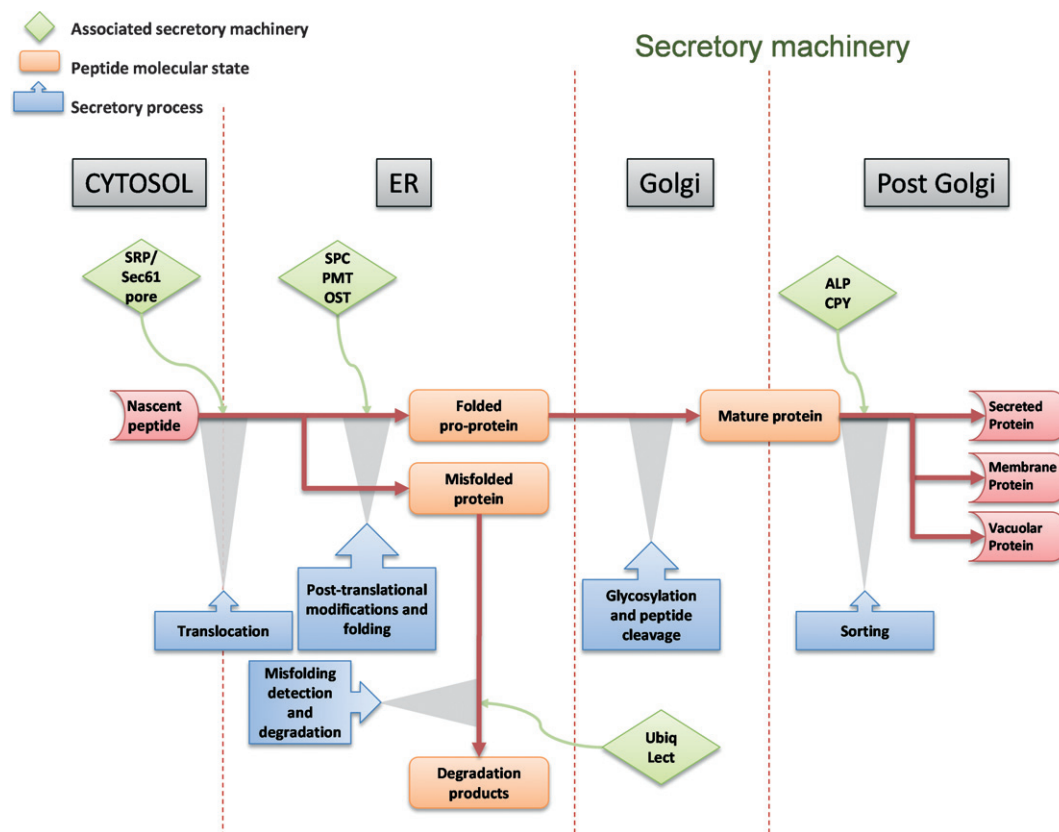 Associated secretory machinery
Peptide molecular state
Secretory process
Secretory machinery
CYTOSOL
ER
Golgi
Post Golgi
SRP/
Sec61
pore
SPC
PMT
OST
ALP
CPY
Nascent
peptide
Folded
pro-protein
Mature protein
Secreted
Protein
Misfolded
protein
Membrane
Protein
Vacuolar
Protein
Translocation
Post-translational
modifications and
folding
Glycosylation
and peptide
cleavage
Sorting
Misfolding
detection
and
degradation
Ubiq
Lect
Degradation
products